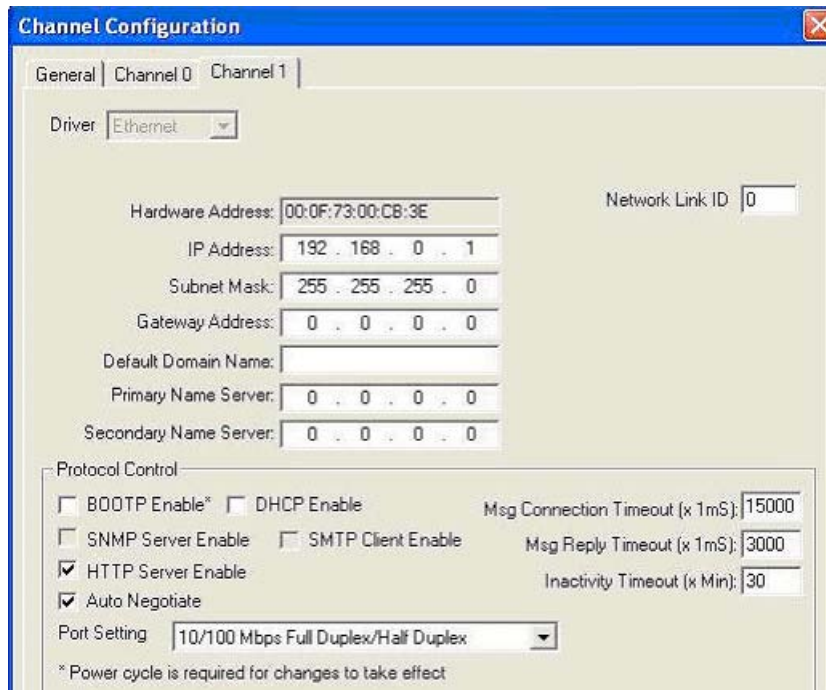 Channel Configuration
General Channel 0 Channel 1
Driver Ethernet
Network Link ID 0
Hardware Address: 00:0F:73:00:CB:3E
IP Address: 192 . 168 . 0 . 1
Subnet Mask: 255 . 255 . 255 . 0
Gateway Address: 0 . 0 . 0 . 0
Default Domain Name:
Primary Name Server: 0 . 0 . 0 . 0
Secondary Name Server: 0 . 0 . 0 . 0
Protocol Control
BOOTP Enable* DHCP Enable
Msg Connection Timeout (x 1mS): 15000
SNMP Server Enable SMTP Client Enable
Msg Reply Timeout (x 1mS): 3000
HTTP Server Enable
Inactivity Timeout (x Min): 30
Auto Negotiate
Port Setting 10/100 Mbps Full Duplex/Half Duplex
* Power cycle is required for changes to take effect